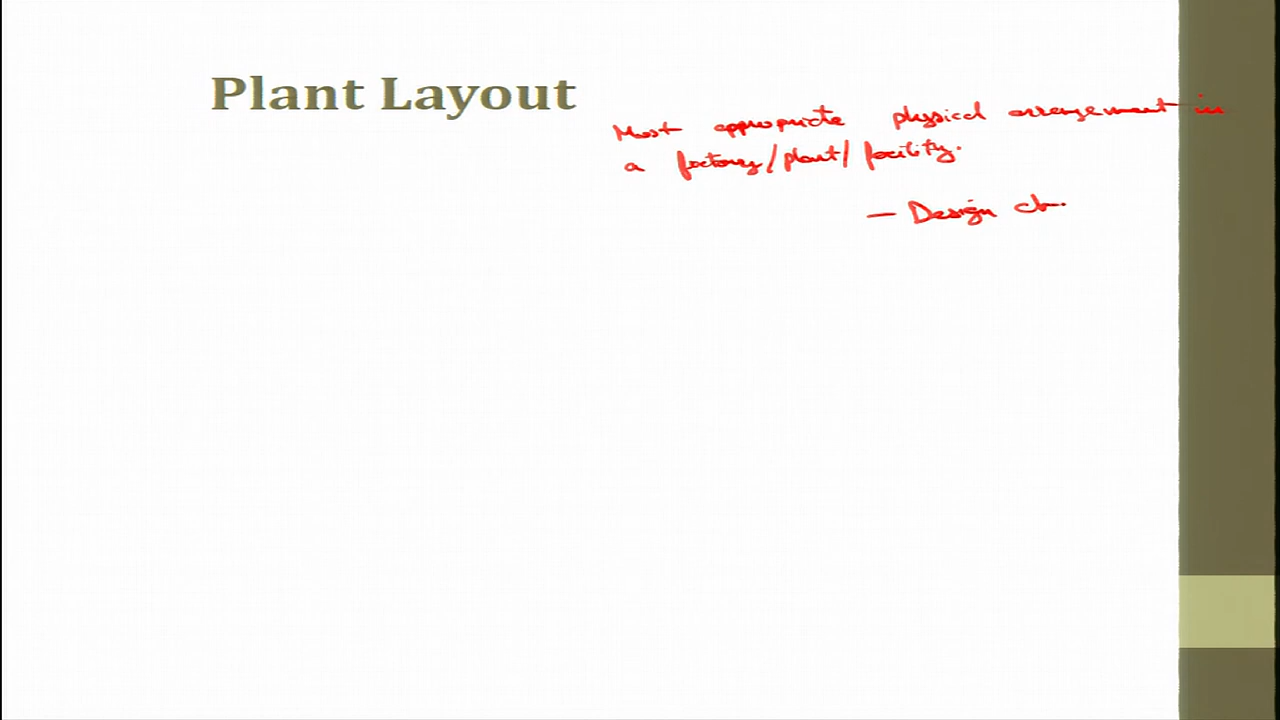 Plant Layout
Most appropriate physical arrangement in
a factory/plant/facility.
— Design